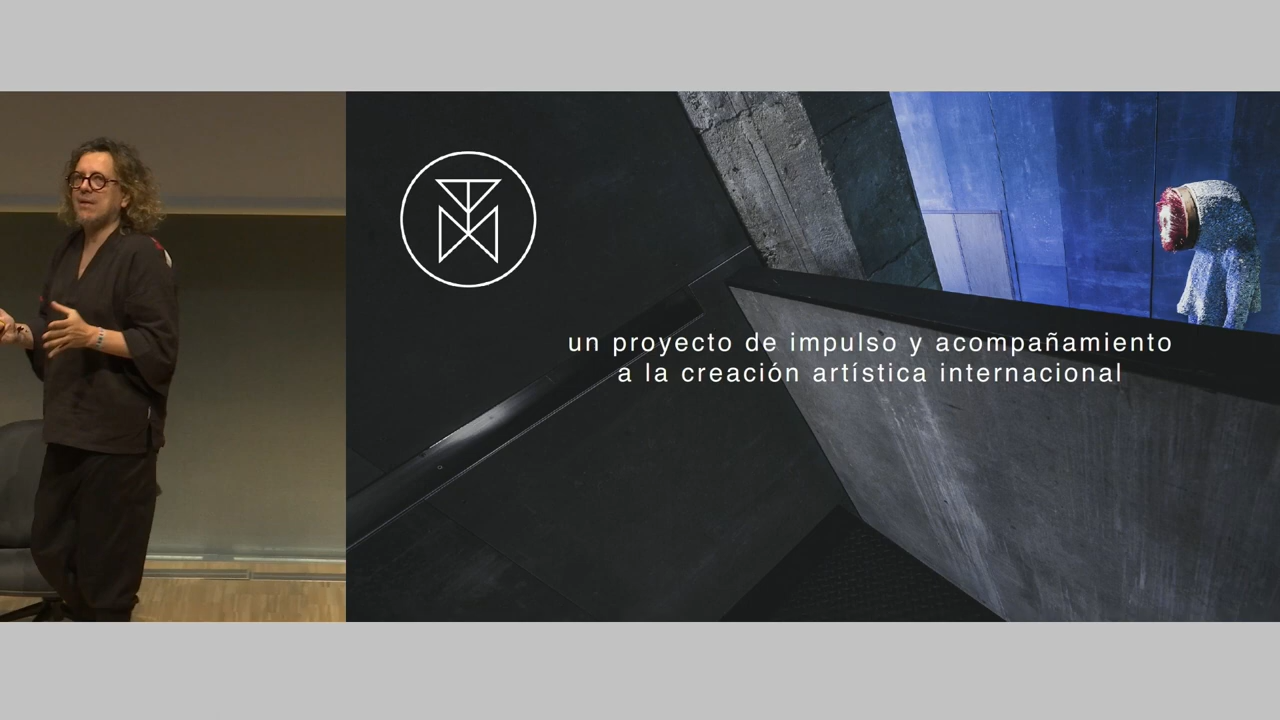 un proyecto de impulso y acompañamiento
a la creación artística internacional